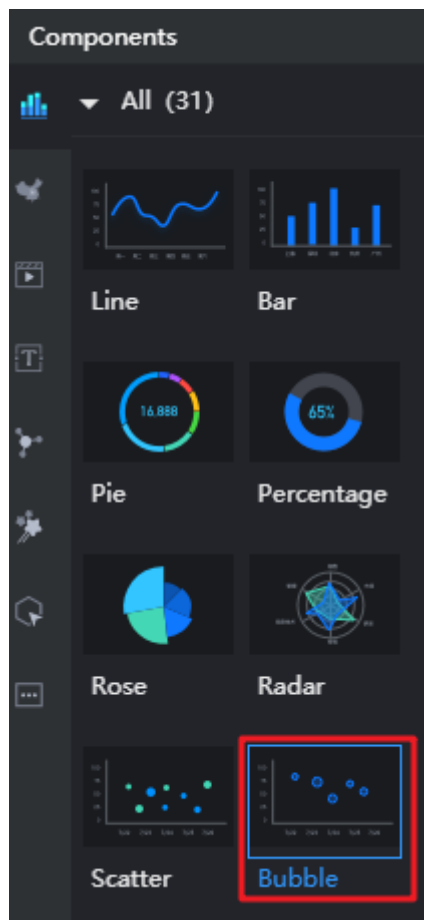 Components
All (31)
Line
Bar
16,888
65%
Pie
Percentage
Rose
Radar
Scatter
Bubble